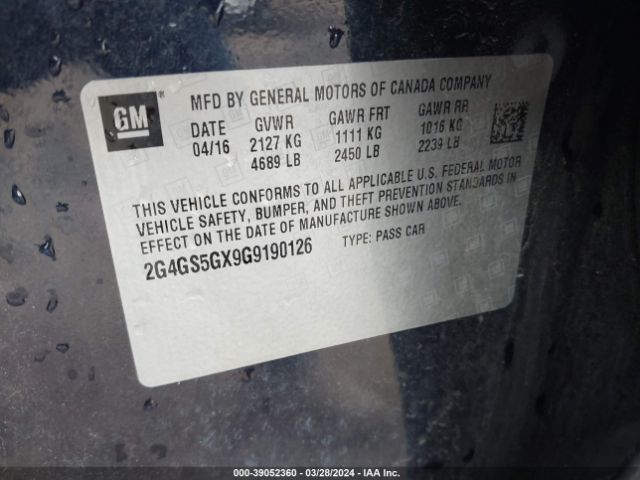 GM ®
MFD BY GENERAL MOTORS OF CANADA COMPANY
DATE GVWR GAWR FRT GAWR RR
04/16 2127 KG 1111 KG 1016 KG
4689 LB 2450 LB 2239 LB
THIS VEHICLE CONFORMS TO ALL APPLICABLE U.S. FEDERAL MOTOR
VEHICLE SAFETY, BUMPER, AND THEFT PREVENTION STANDARDS IN
EFFECT ON THE DATE OF MANUFACTURE SHOWN ABOVE.
2G4GS5GX9G9190126 TYPE: PASS CAR
000-39052360 - 03/28/2024 - IAA Inc.